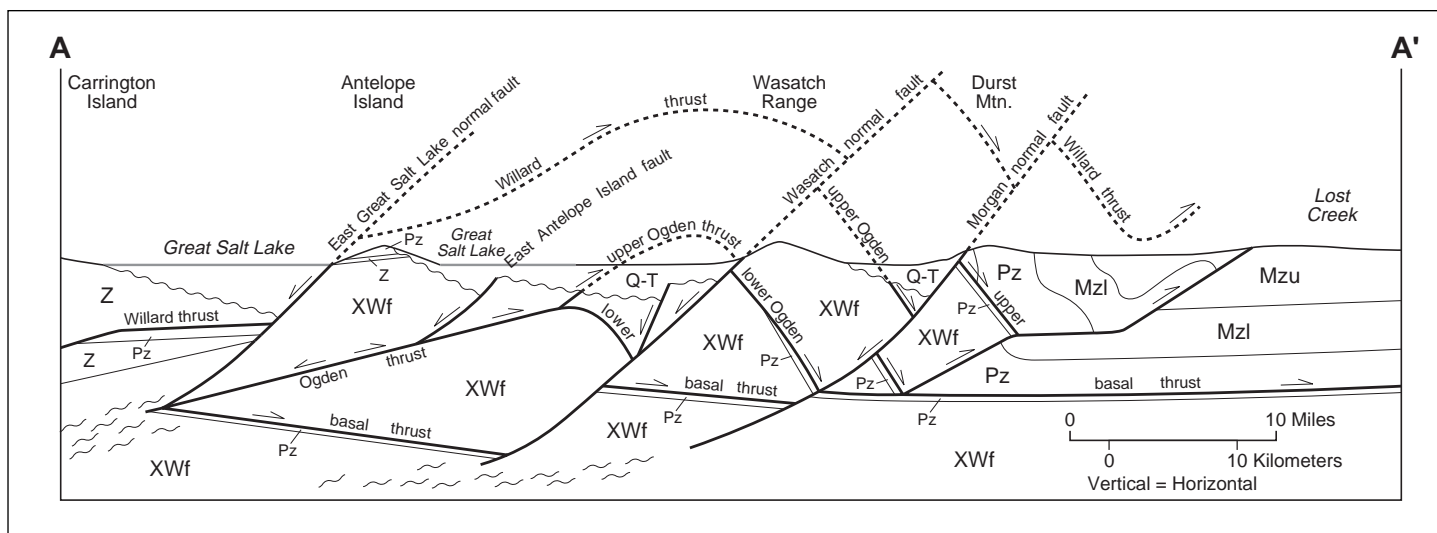 A
A'
Carrington
Island
Antelope
Island
Wasatch
Range
Durst
Mtn.
East Great Salt Lake normal fault
Willard thrust
East Antelope Island fault
upper Ogden thrust
Wasatch normal fault
upper Ogden
Morgan normal fault
Willard thrust
Lost
Creek
Great Salt Lake
Pz
Z
Great
Salt Lake
Q-T
Q-T
Z
XWf
lower
lower Ogden
XWf
Pz
Pz
upper
Mzl
Mzu
Willard thrust
Pz
Z
Ogden thrust
XWf
XWf
XWf
Pz
Pz
Pz
Mzl
basal thrust
Pz
basal thrust
Pz
basal thrust
Pz
XWf
XWf
XWf
0 10 Miles
0 10 Kilometers
Vertical = Horizontal